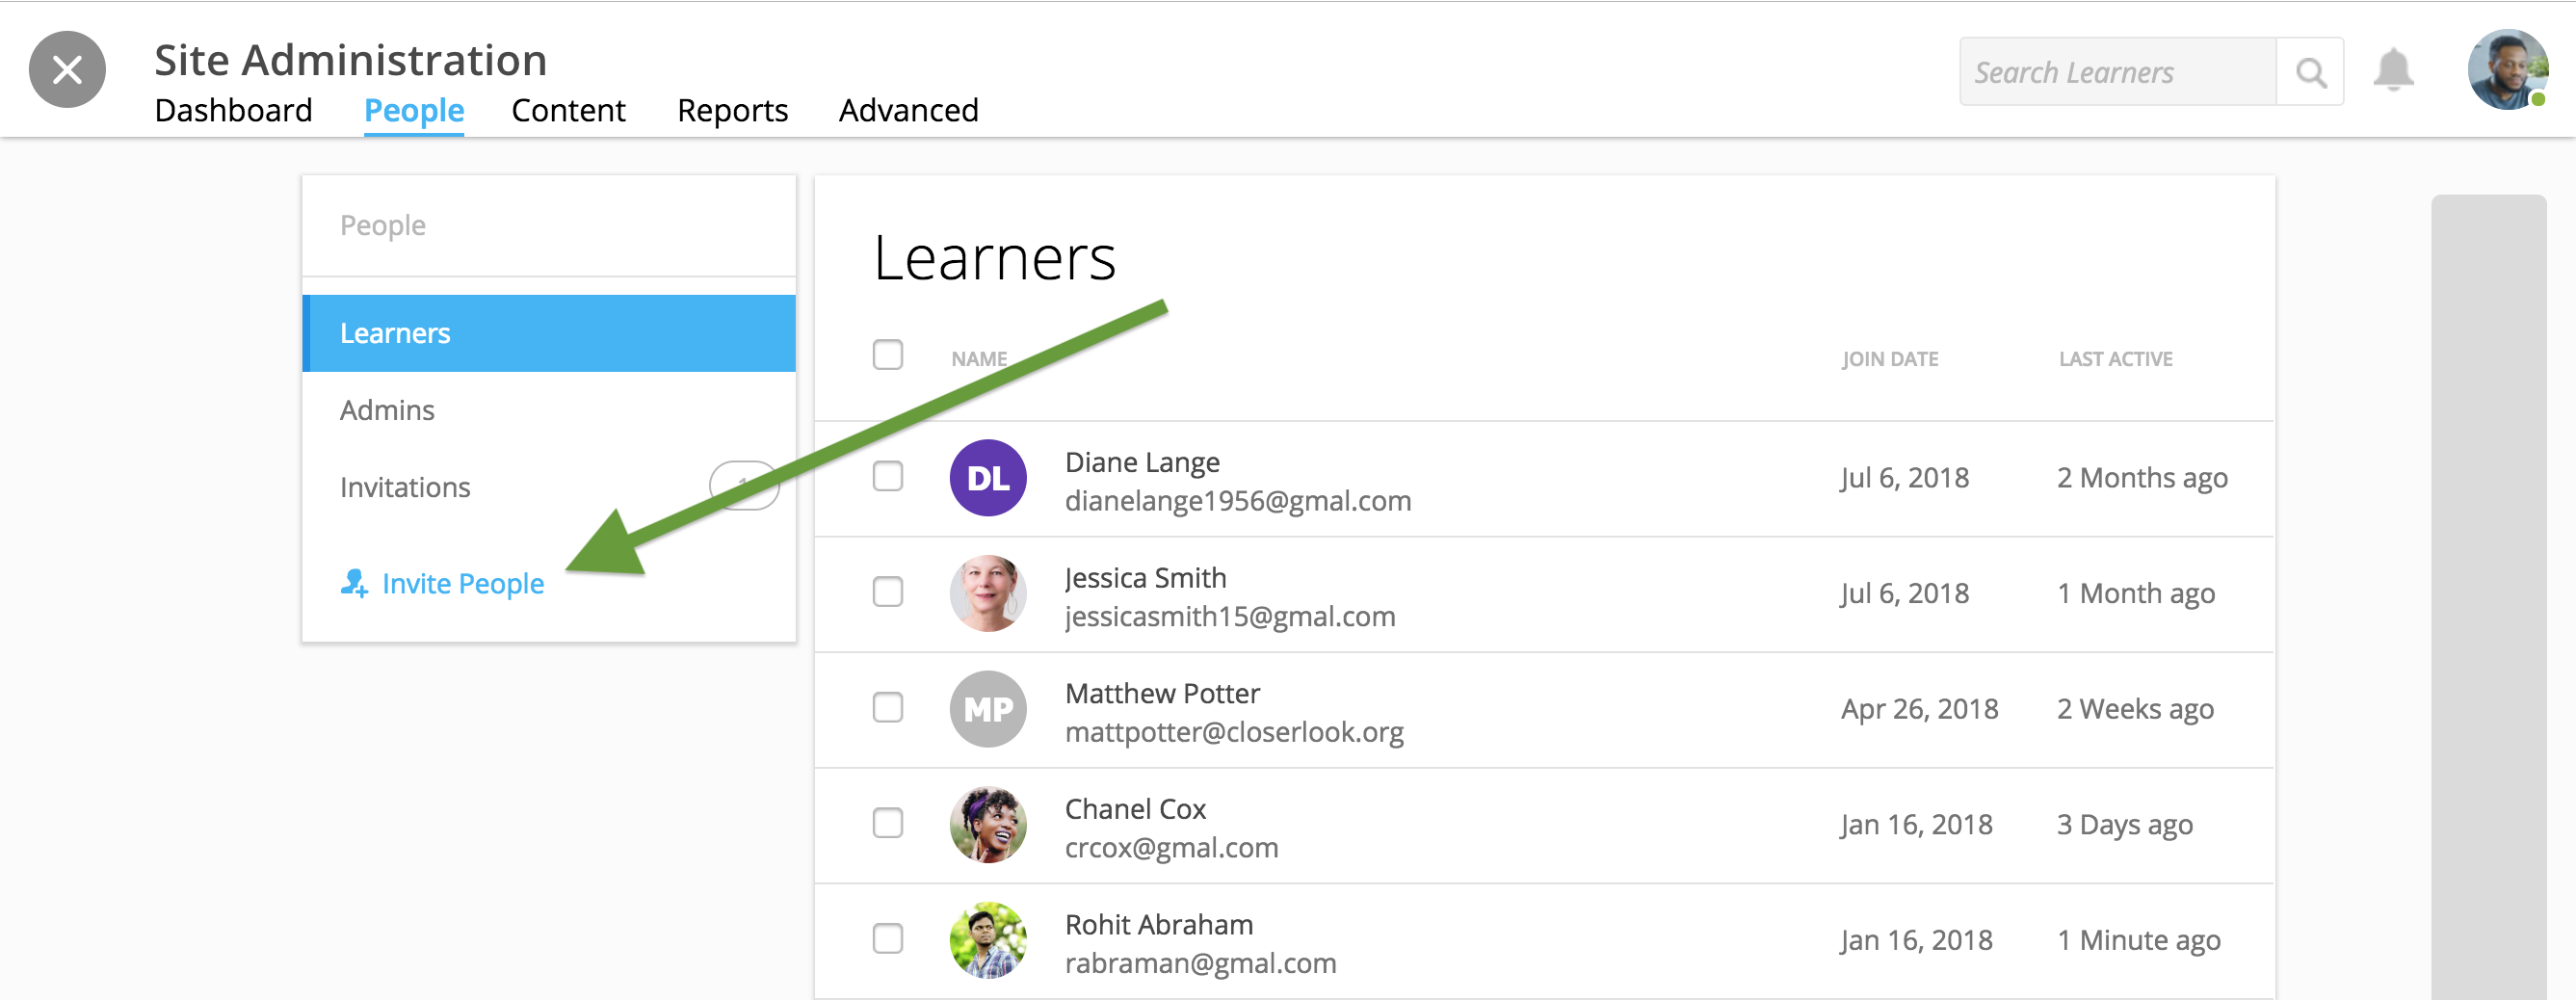 Site Administration
Dashboard People Content Reports Advanced
Search Learners
People
Learners
Admins
Invitations
Invite People
Learners
NAME JOIN DATE LAST ACTIVE
DL Diane Lange
dianelange1956@gmal.com
Jul 6, 2018 2 Months ago
Jessica Smith
jessicasmith15@gmal.com
Jul 6, 2018 1 Month ago
MP Matthew Potter
mattpotter@closerlook.org
Apr 26, 2018 2 Weeks ago
Chanel Cox
crcox@gmal.com
Jan 16, 2018 3 Days ago
Rohit Abraham
rabraman@gmal.com
Jan 16, 2018 1 Minute ago